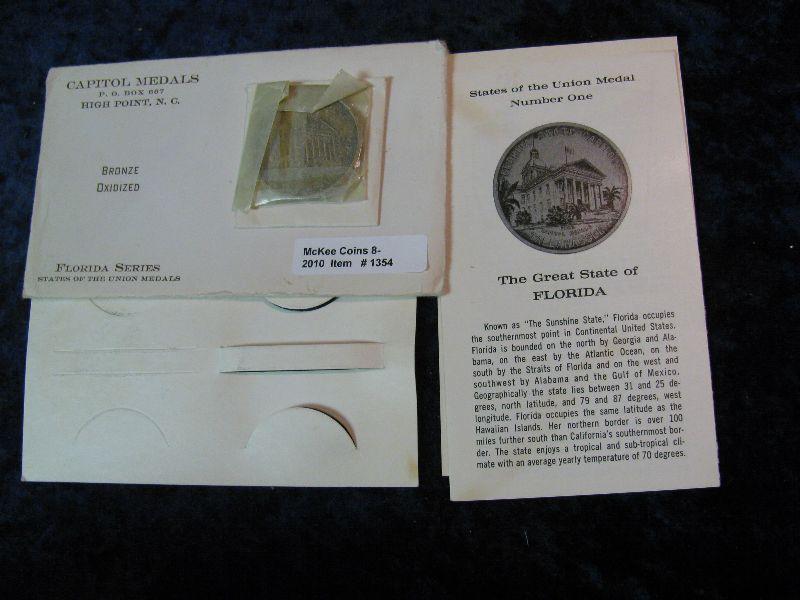 CAPITOL MEDALS
P. O. BOX 667
HIGH POINT, N. C.
BRONZE
OXIDIZED
FLORIDA SERIES
STATES OF THE UNION MEDALS
McKee Coins 8-
2010 Item # 1354
States of the Union Medal
Number One
The Great State of
FLORIDA
Known as "The Sunshine State," Florida occupies
the southernmost point in Continental United States.
Florida is bounded on the north by Georgia and Ala-
bama, on the east by the Atlantic Ocean, on the
south by the Straits of Florida and on the west and
southwest by Alabama and the Gulf of Mexico.
Geographically the state lies between 31 and 25 de-
grees, north latitude, and 79 and 87 degrees, west
longitude. Florida occupies the same latitude as the
Hawaiian Islands. Her northern border is over 100
miles further south than California's southernmost bor-
der. The state enjoys a tropical and sub-tropical cli-
mate with an average yearly temperature of 70 degrees.